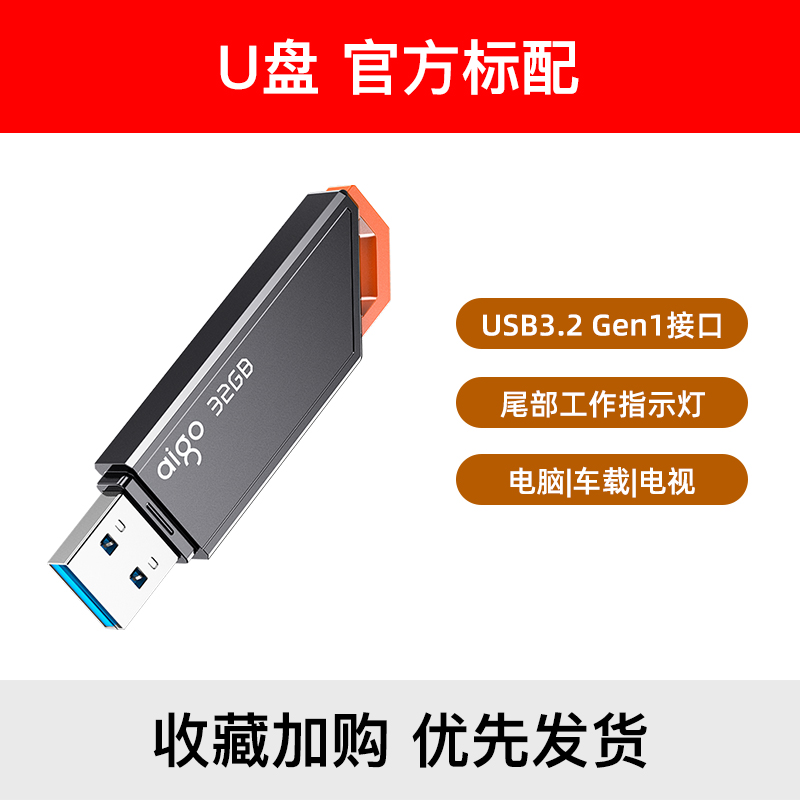 U盘 官方标配
USB3.2 Gen1接口
尾部工作指示灯
电脑|车载|电视
aigo 32GB
收藏加购 优先发货